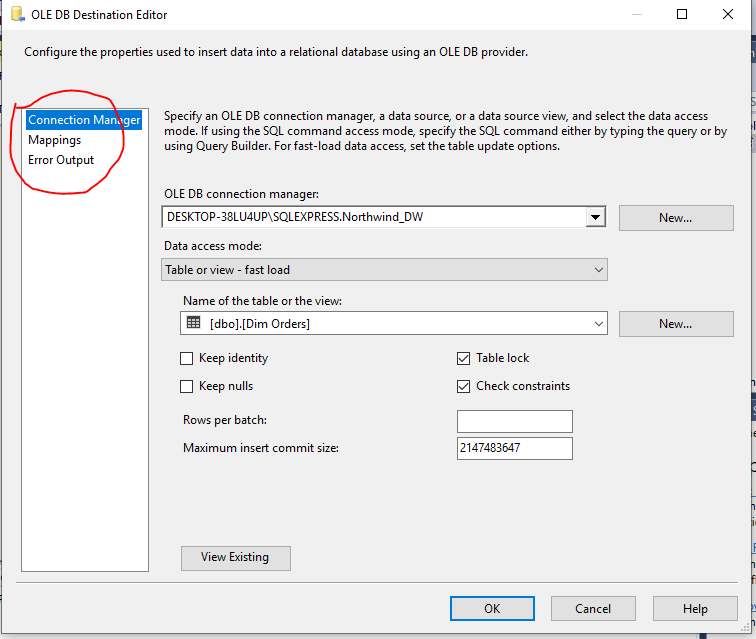 OLE DB Destination Editor
Configure the properties used to insert data into a relational database using an OLE DB provider.
Connection Manager
Mappings
Error Output
Specify an OLE DB connection manager, a data source, or a data source view, and select the data access
mode. If using the SQL command access mode, specify the SQL command either by typing the query or by
using Query Builder. For fast-load data access, set the table update options.
OLE DB connection manager:
DESKTOP-38LU4UP\SQLEXPRESS.Northwind_DW
New...
Data access mode:
Table or view - fast load
Name of the table or the view:
[dbo].[Dim Orders]
New...
Keep identity
Table lock
Keep nulls
Check constraints
Rows per batch:
Maximum insert commit size:
2147483647
View Existing
OK
Cancel
Help